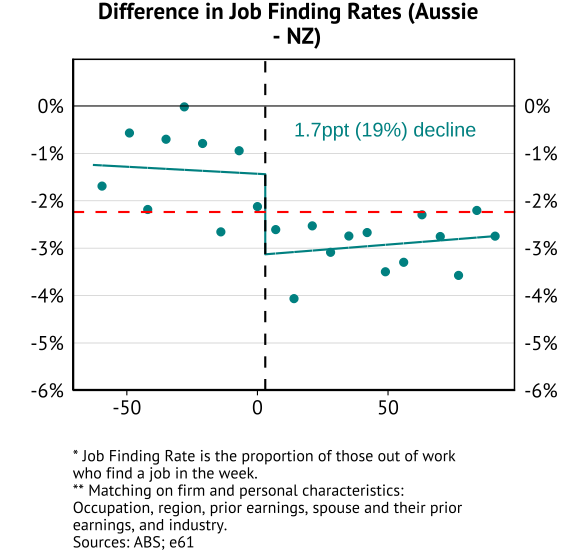 Difference in Job Finding Rates (Aussie
- NZ)
0% 0%
1.7ppt (19%) decline
-1% -1%
-2% -2%
-3% -3%
-4% -4%
-5% -5%
-6% -6%
-50 0 50
* Job Finding Rate is the proportion of those out of work
who find a job in the week.
** Matching on firm and personal characteristics:
Occupation, region, prior earnings, spouse and their prior
earnings, and industry.
Sources: ABS; e61